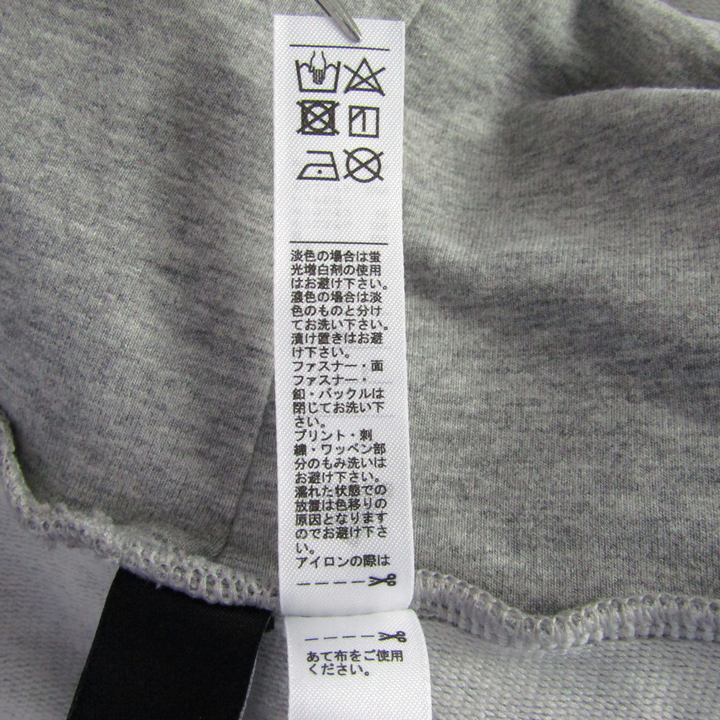 淡色の場合は蛍
光増白剤の使用
はお避け下さい。
濃色の場合は淡
色のものと分け
てお洗い下さい。
漬け置きはお避
け下さい。
ファスナー・面
ファスナー・
釦・バックルは
閉じてお洗い下
さい。
プリント・刺
繍・ワッペン部
分のもみ洗いは
お避け下さい。
濡れた状態での
放置は色移りの
原因となります
のでお避け下さい。
アイロンの際は
あて布をご使用
ください。